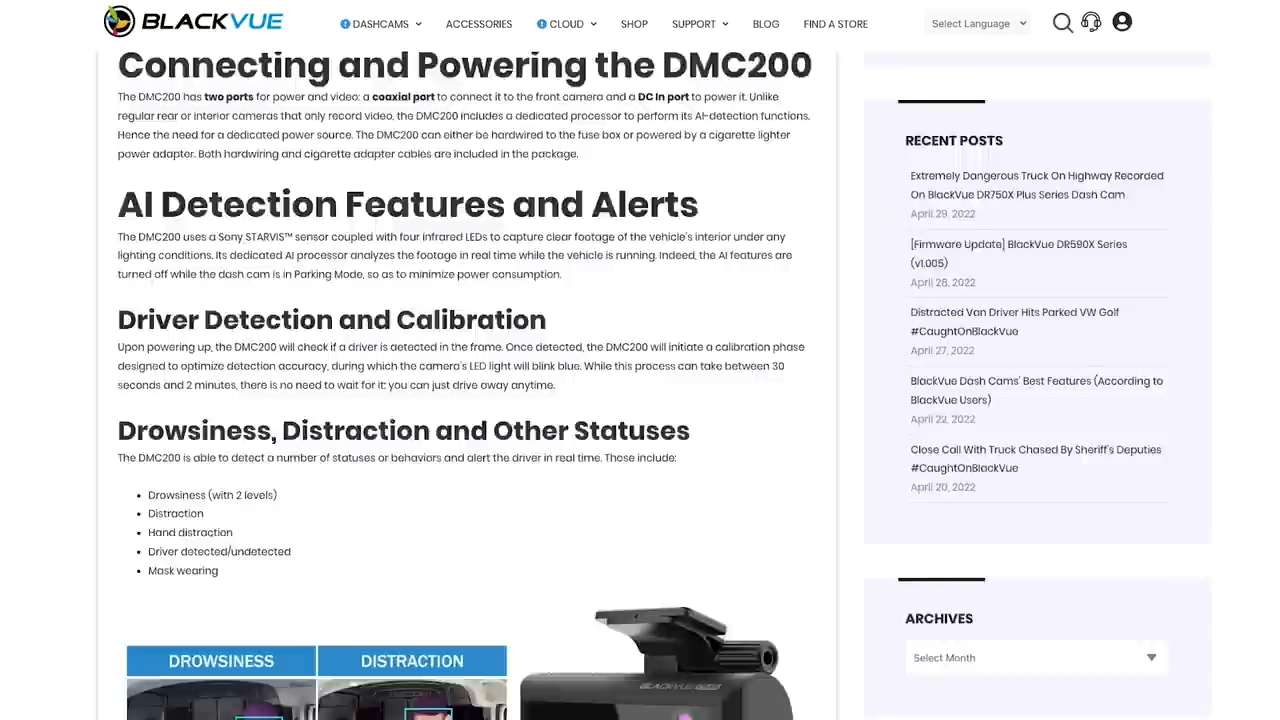 BLACKVUE
DASHCAMS
ACCESSORIES
CLOUD
SHOP
SUPPORT
BLOG
FIND A STORE
Select Language
Connecting and Powering the DMC200
The DMC200 has two ports for power and video: a coaxial port to connect it to the front camera and a DC In port to power it. Unlike
regular rear or interior cameras that only record video, the DMC200 includes a dedicated processor to perform its AI-detection functions.
Hence the need for a dedicated power source. The DMC200 can either be hardwired to the fuse box or powered by a cigarette lighter
power adapter. Both hardwiring and cigarette adapter cables are included in the package.
AI Detection Features and Alerts
The DMC200 uses a Sony STARVIS™ sensor coupled with four infrared LEDs to capture clear footage of the vehicle's interior under any
lighting conditions. Its dedicated AI processor analyzes the footage in real time while the vehicle is running. Indeed, the AI features are
turned off while the dash cam is in Parking Mode, so as to minimize power consumption.
Driver Detection and Calibration
Upon powering up, the DMC200 will check if a driver is detected in the frame. Once detected, the DMC200 will initiate a calibration phase
designed to optimize detection accuracy, during which the camera's LED light will blink blue. While this process can take between 30
seconds and 2 minutes, there is no need to wait for it: you can just drive away anytime.
Drowsiness, Distraction and Other Statuses
The DMC200 is able to detect a number of statuses or behaviors and alert the driver in real time. Those include:
• Drowsiness (with 2 levels)
• Distraction
• Hand distraction
• Driver detected/undetected
• Mask wearing
DROWSINESS
DISTRACTION
BLACKVUE
RECENT POSTS
Extremely Dangerous Truck On Highway Recorded
On BlackVue DR750X Plus Series Dash Cam
April 29, 2022
[Firmware Update] BlackVue DR590X Series
(v1.005)
April 28, 2022
Distracted Van Driver Hits Parked VW Golf
#CaughtOnBlackVue
April 27, 2022
BlackVue Dash Cams' Best Features (According to
BlackVue Users)
April 22, 2022
Close Call With Truck Chased By Sheriff's Deputies
#CaughtOnBlackVue
April 20, 2022
ARCHIVES
Select Month